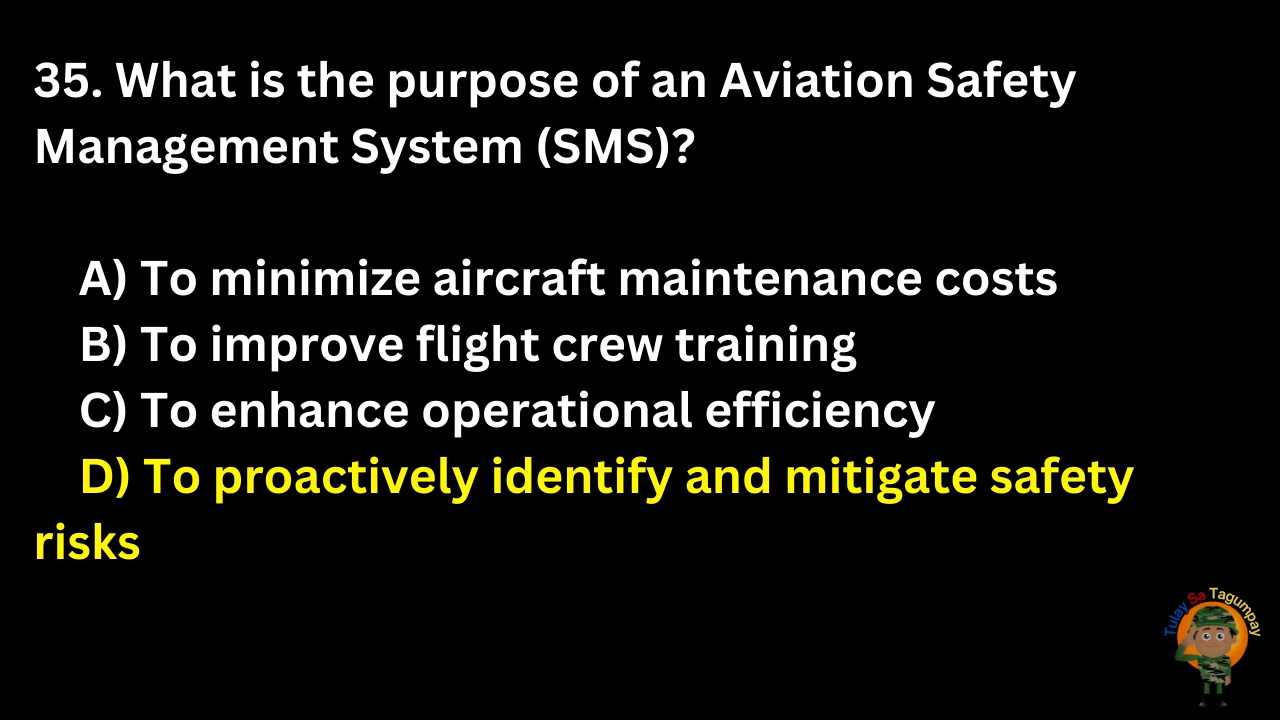 35. What is the purpose of an Aviation Safety
Management System (SMS)?
A) To minimize aircraft maintenance costs
B) To improve flight crew training
C) To enhance operational efficiency
D) To proactively identify and mitigate safety
risks
Tulay Sa Tagumpay